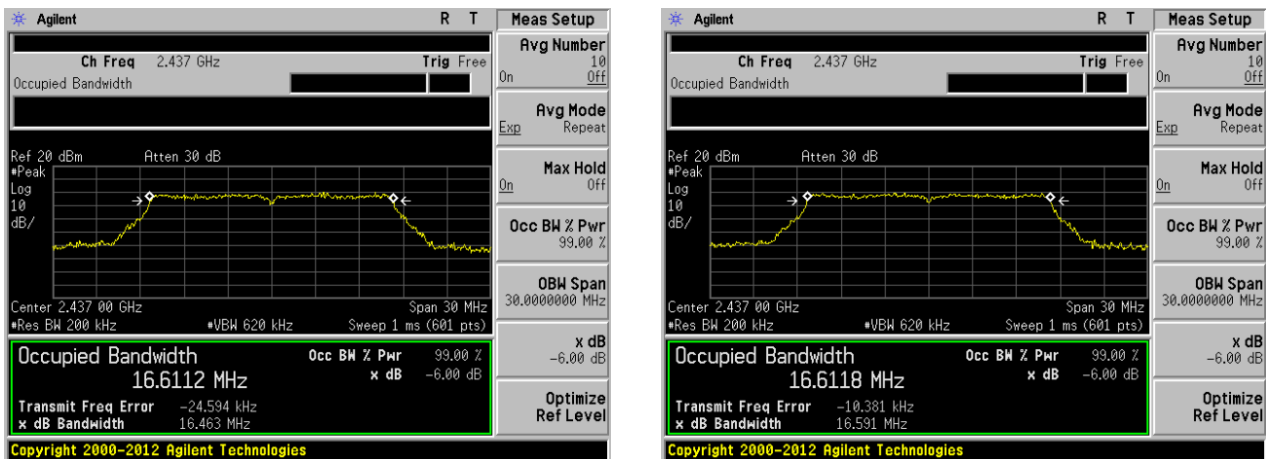 Agilent R T
Ch Freq 2.437 GHz Trig Free
Occupied Bandwidth
Ref 20 dBm Atten 30 dB
*Peak
Log
10
dB/
Center 2.437 00 GHz Span 30 MHz
*Res BW 200 kHz *VBW 620 kHz Sweep 1 ms (601 pts)
Occupied Bandwidth Occ BW % Pwr 99.00 %
16.6112 MHz x dB -6.00 dB
Transmit Freq Error -24.594 kHz
x dB Bandwidth 16.463 MHz
Copyright 2000-2012 Agilent Technologies
Meas Setup
Avg Number
10
On Off
Avg Mode
Exp Repeat
Max Hold
On Off
Occ BW % Pwr
99.00 %
OBW Span
30.0000000 MHz
x dB
-6.00 dB
Optimize
Ref Level
Agilent R T
Ch Freq 2.437 GHz Trig Free
Occupied Bandwidth
Ref 20 dBm Atten 30 dB
*Peak
Log
10
dB/
Center 2.437 00 GHz Span 30 MHz
*Res BW 200 kHz *VBW 620 kHz Sweep 1 ms (601 pts)
Occupied Bandwidth Occ BW % Pwr 99.00 %
16.6118 MHz x dB -6.00 dB
Transmit Freq Error -10.381 kHz
x dB Bandwidth 16.591 MHz
Copyright 2000-2012 Agilent Technologies
Meas Setup
Avg Number
10
On Off
Avg Mode
Exp Repeat
Max Hold
On Off
Occ BW % Pwr
99.00 %
OBW Span
30.0000000 MHz
x dB
-6.00 dB
Optimize
Ref Level